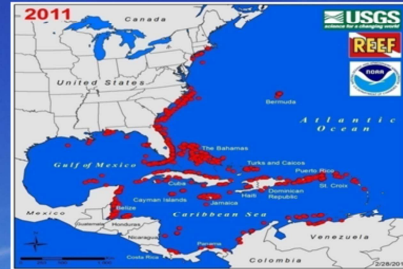 2011
Canada
USGS
science for a changing world
REEF
NOAA
United States
Bermuda
Atlantic
Ocean
The Bahamas
Gulf of Mexico
Turks and Caicos
Cuba
Puerto Rico
Cayman Islands
Haiti
Dominican
Republic
St. Croix
Mexico
Belize
Jamaica
Caribbean Sea
Guatemala
Honduras
Nicaragua
Costa Rica
Panama
Venezuela
Colombia